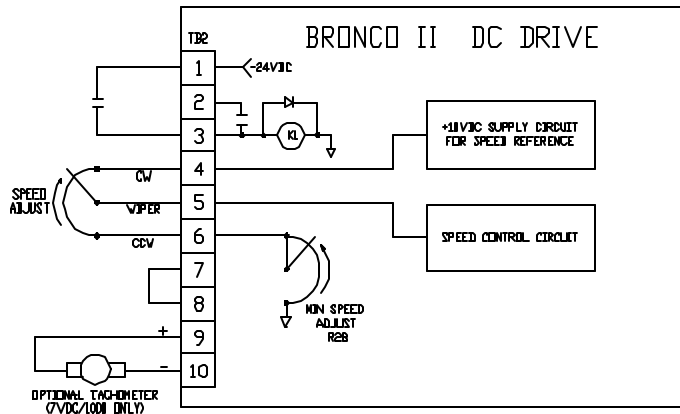 TB2
BRONCO II DC DRIVE
1
-24VDC
2
3
K1
+10VDC SUPPLY CIRCUIT
FOR SPEED REFERENCE
4
CW
SPEED
ADJUST
5
WIPER
6
CCW
SPEED CONTROL CIRCUIT
7
8
MIN SPEED
ADJUST
R28
9
+
10
-
OPTIONAL TACHOMETER
(7VDC/1000 ONLY)